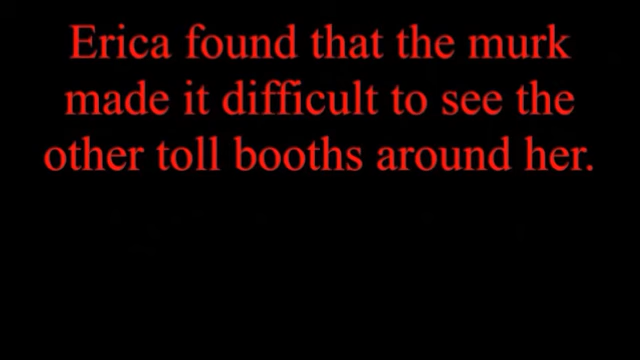 Erica found that the murk
made it difficult to see the
other toll booths around her.